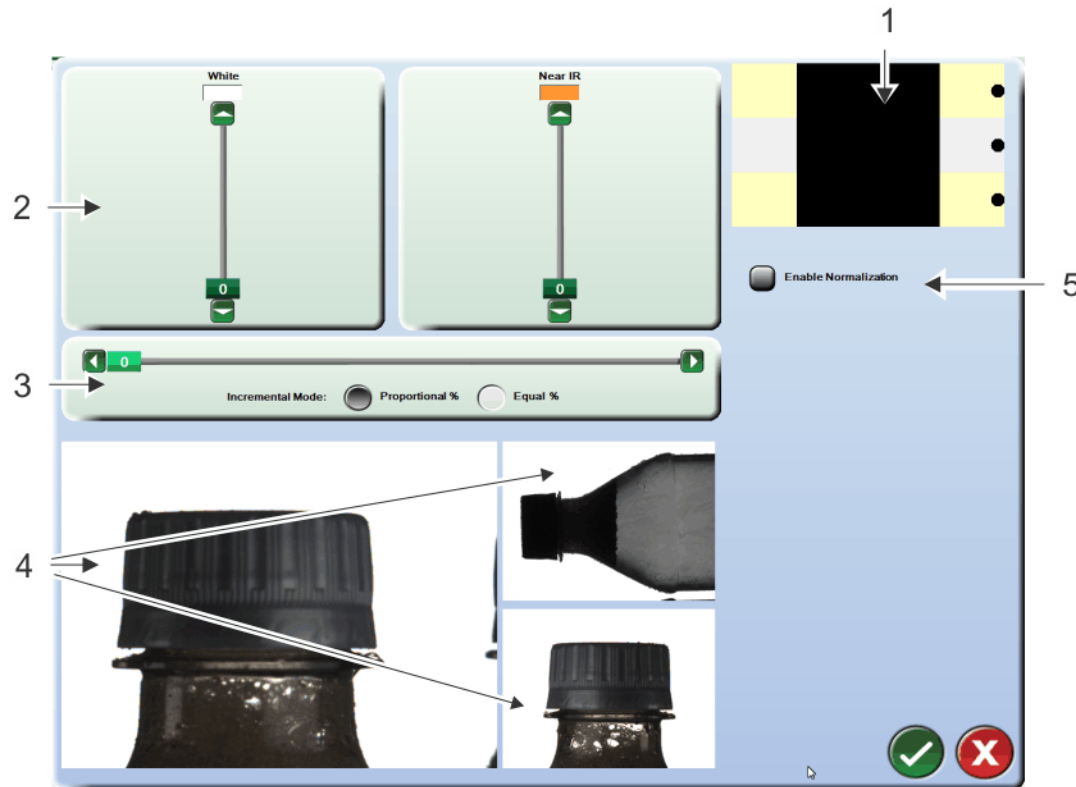 1
White
Near IR
2
0
0
Enable Normalization
5
3
0
Incremental Mode: Proportional % Equal %
4